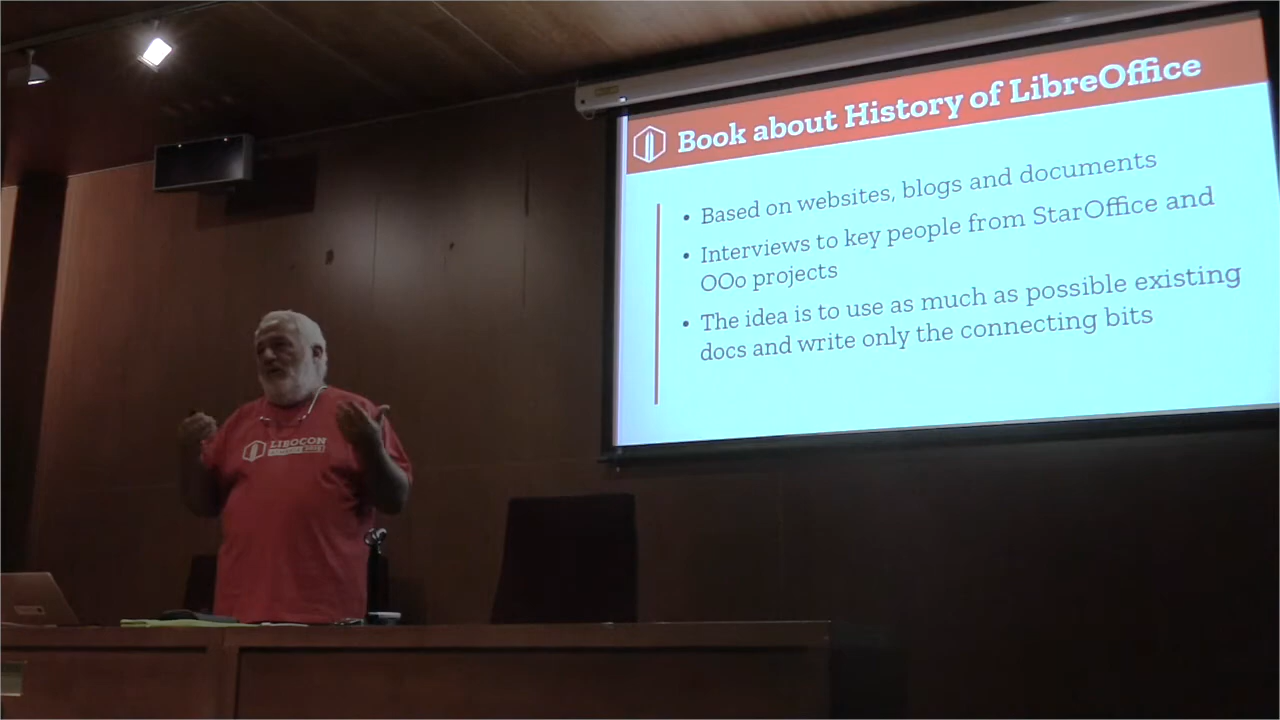 Book about History of LibreOffice
• Based on websites, blogs and documents
• Interviews to key people from StarOffice and
OOo projects
• The idea is to use as much as possible existing
docs and write only the connecting bits
LIBOCON